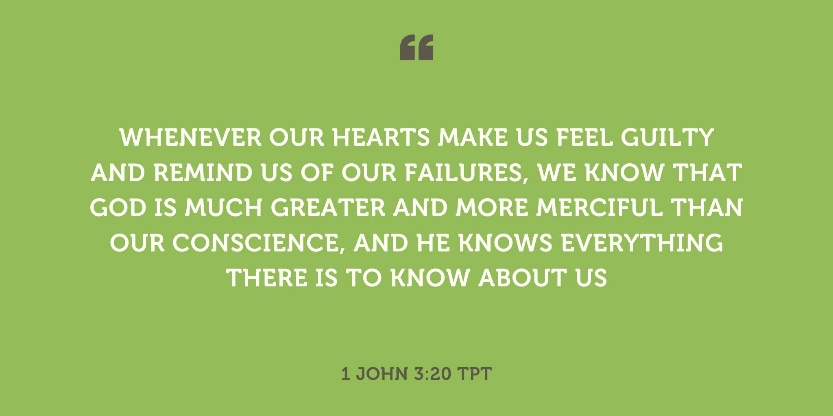 “
WHENEVER OUR HEARTS MAKE US FEEL GUILTY
AND REMIND US OF OUR FAILURES, WE KNOW THAT
GOD IS MUCH GREATER AND MORE MERCIFUL THAN
OUR CONSCIENCE, AND HE KNOWS EVERYTHING
THERE IS TO KNOW ABOUT US
1 JOHN 3:20 TPT